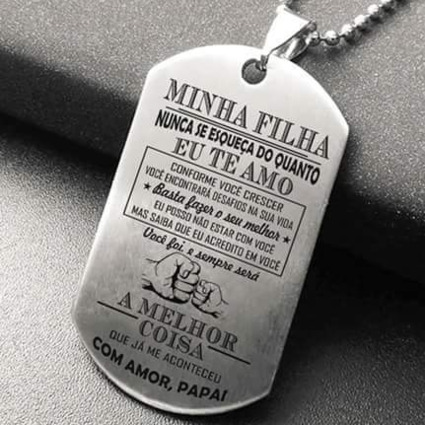 MINHA FILHA
NUNCA SE ESQUEÇA DO QUANTO
EU TE AMO
CONFORME VOCÊ CRESCER
VOCÊ ENCONTRARÁ DESAFIOS NA SUA VIDA
★ Basta fazer o seu melhor ★
EU POSSO NÃO ESTAR COM VOCÊ
MAS SAIBA QUE EU ACREDITO EM VOCÊ
Você foi e sempre será
A MELHOR
COISA
QUE JÁ ME ACONTECEU
COM AMOR, PAPAI